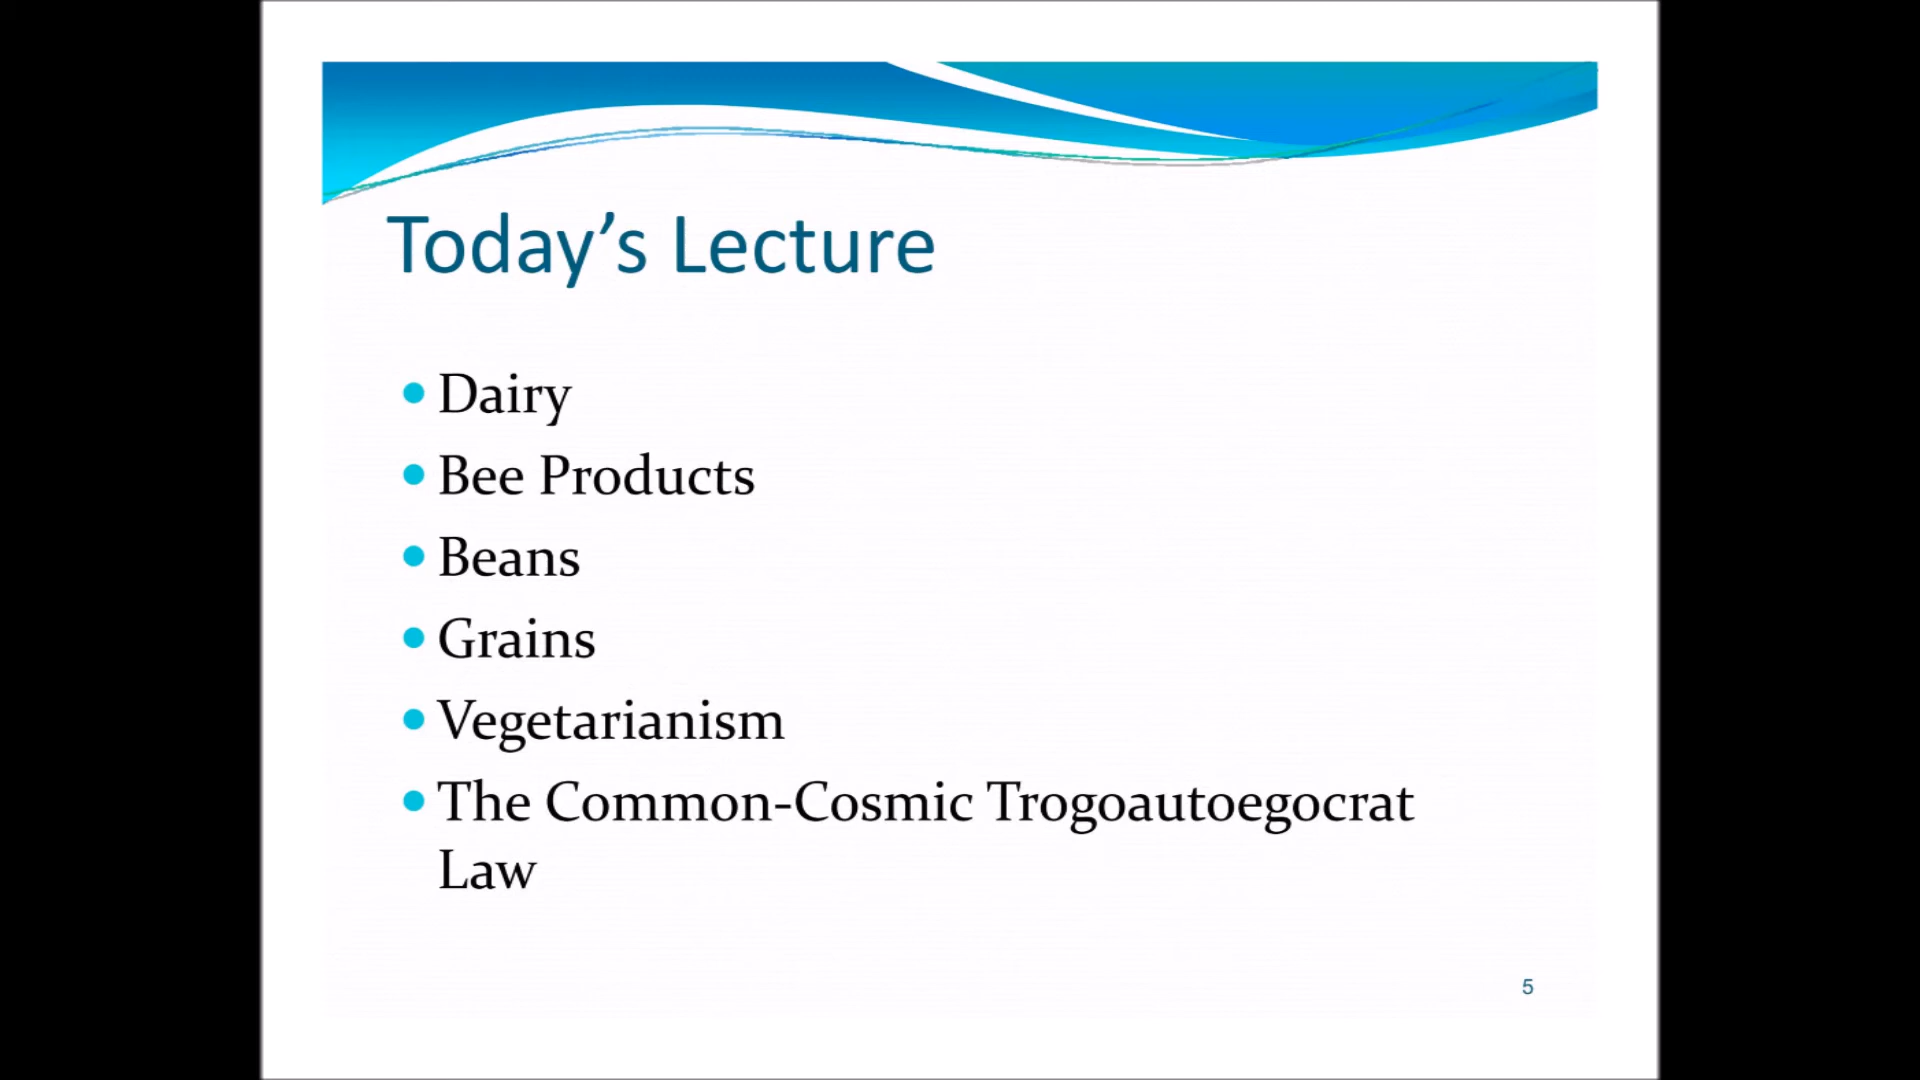 Today’s Lecture
• Dairy
• Bee Products
• Beans
• Grains
• Vegetarianism
• The Common-Cosmic Trogoautoegocrat
Law
5